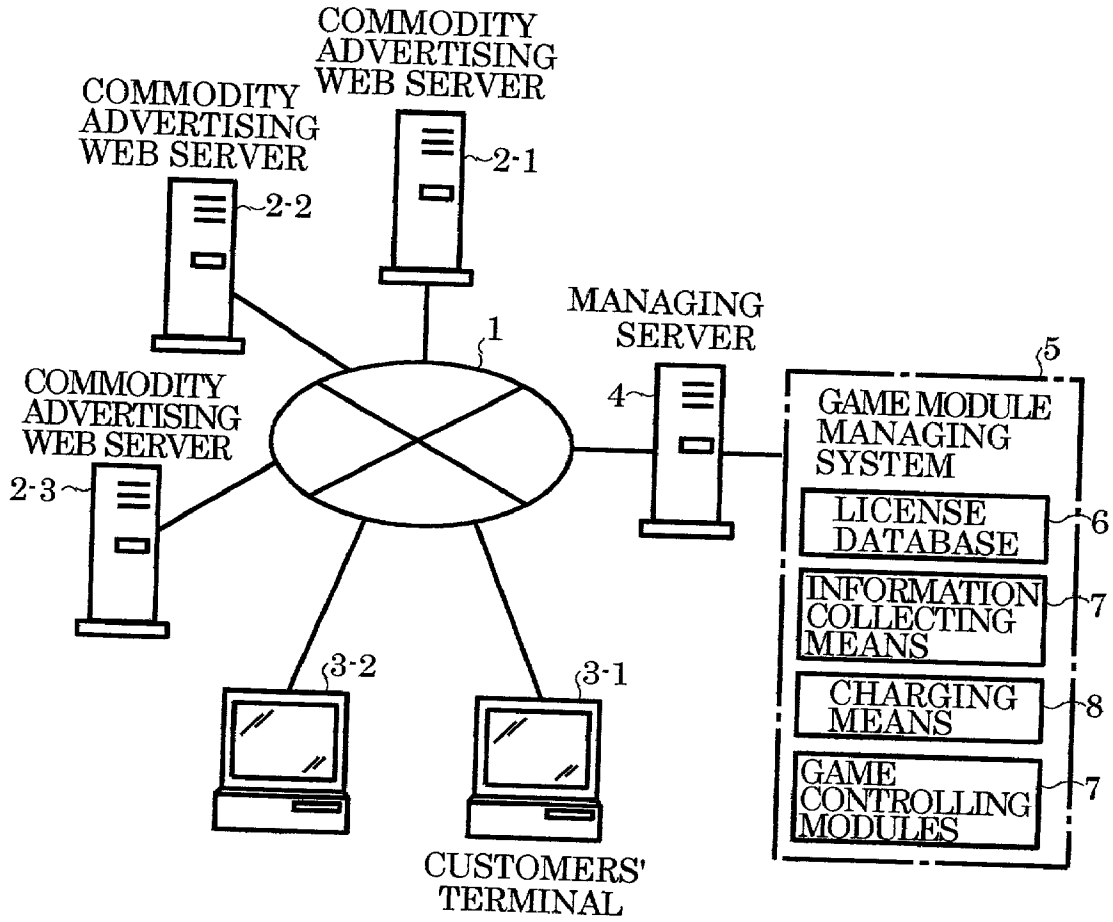 COMMODITY
ADVERTISING
WEB SERVER
2-1
COMMODITY
ADVERTISING
WEB SERVER
2-2
COMMODITY
ADVERTISING
WEB SERVER
2-3
1
MANAGING
SERVER
4
5
GAME MODULE
MANAGING
SYSTEM
LICENSE
DATABASE
6
INFORMATION
COLLECTING
MEANS
7
CHARGING
MEANS
8
GAME
CONTROLLING
MODULES
7
3-2
3-1
CUSTOMERS'
TERMINAL